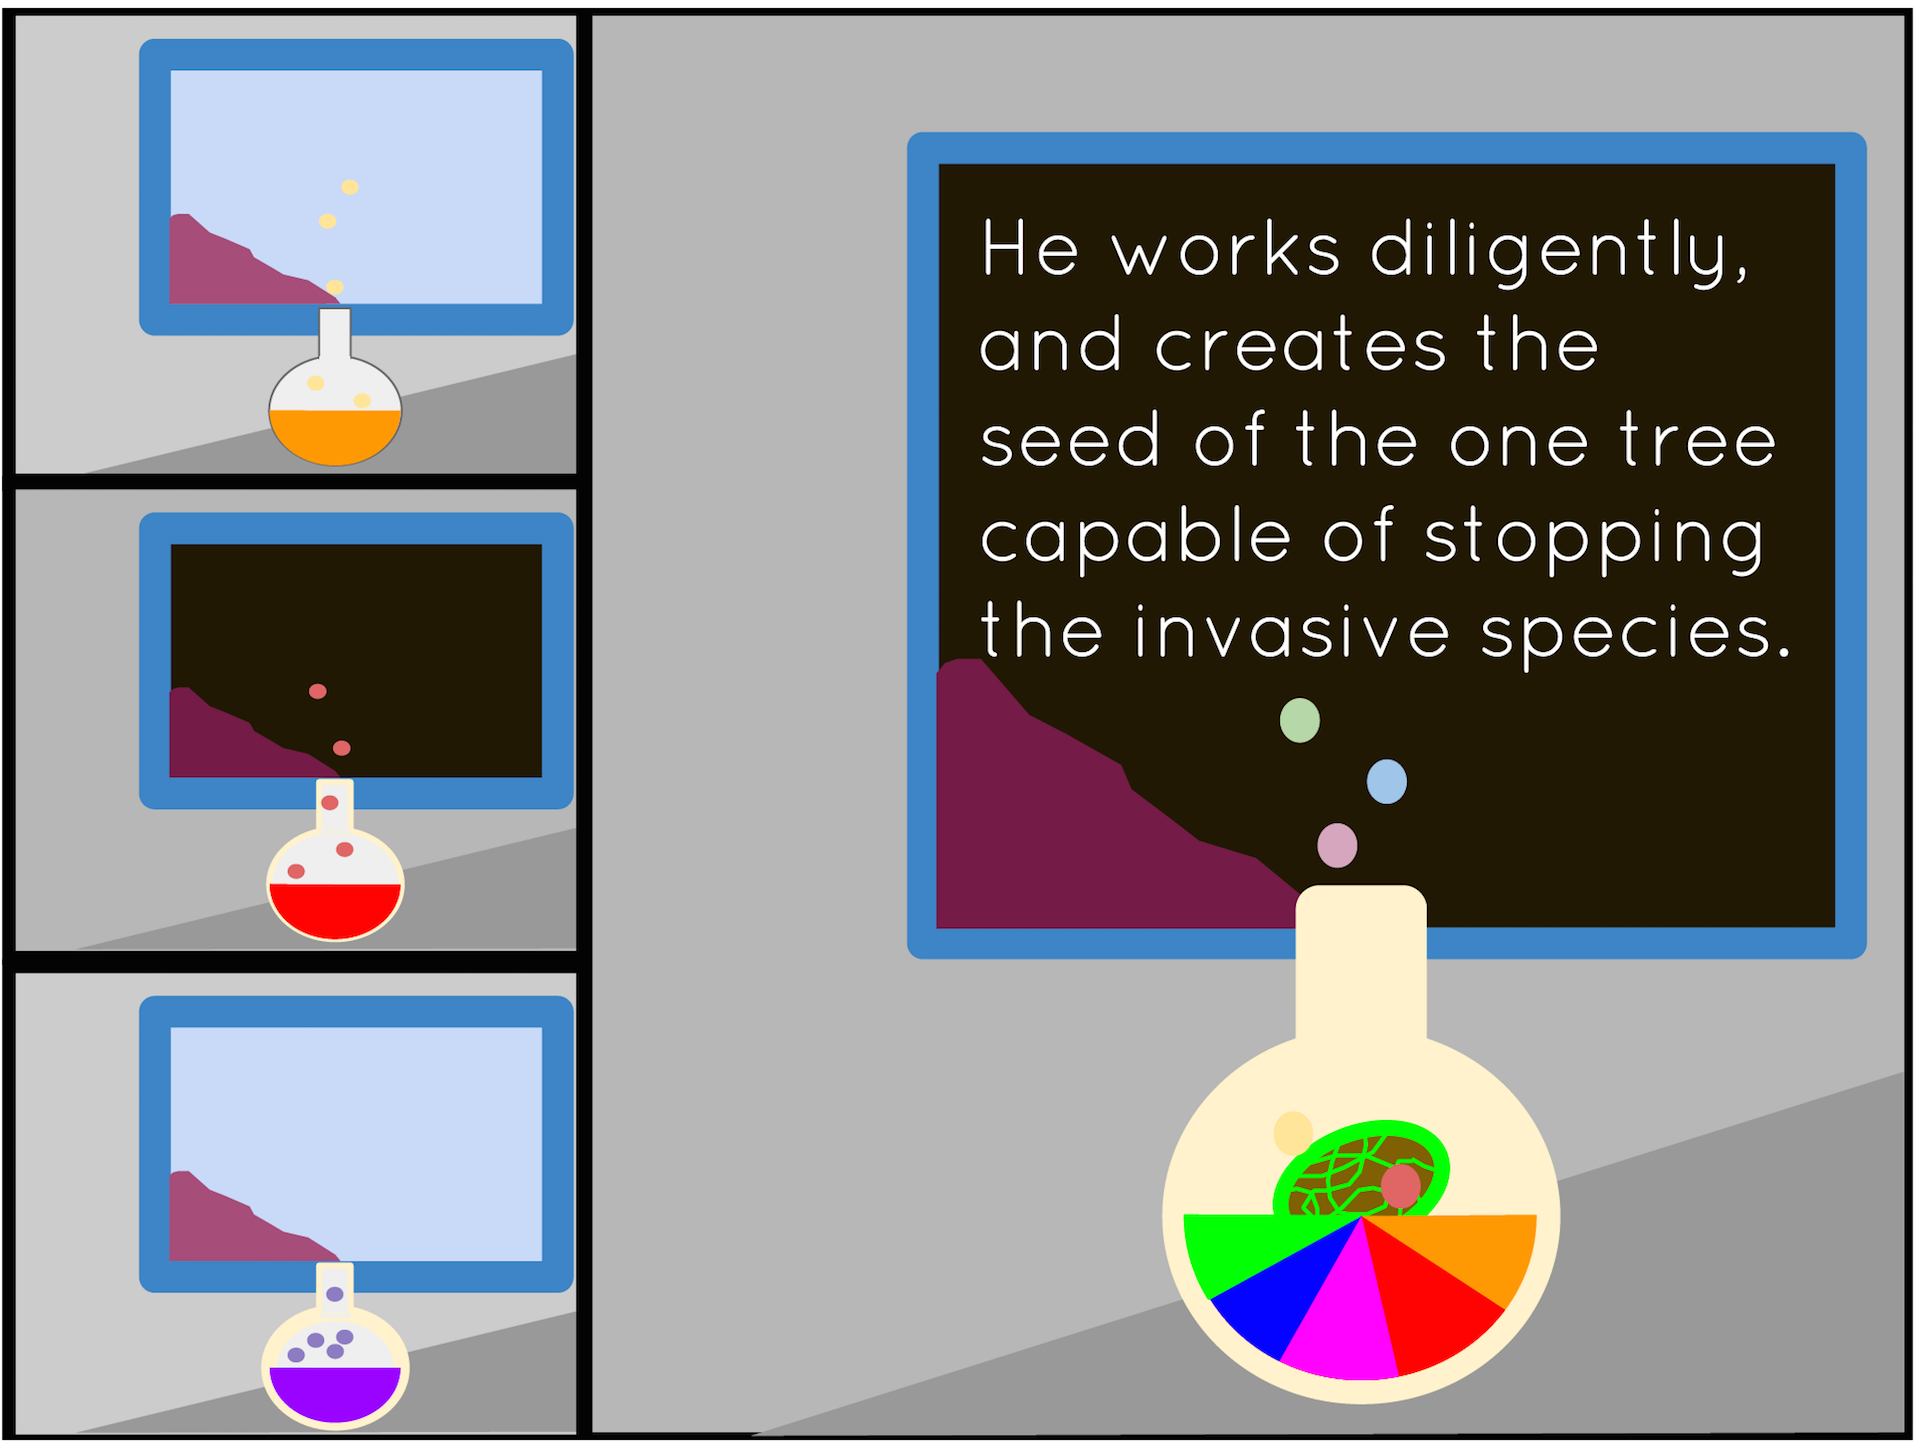 He works diligently,
and creates the
seed of the one tree
capable of stopping
the invasive species.